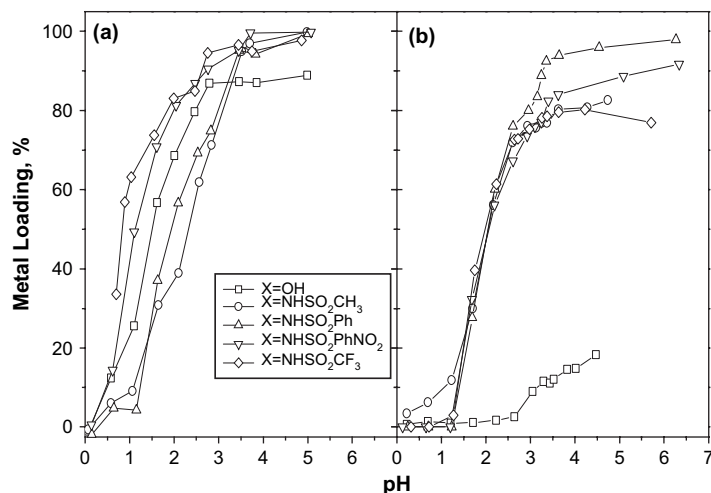 (a)
(b)
100
80
60
40
20
0
Metal Loading, %
X=OH
X=NHSO₂CH₃
X=NHSO₂Ph
X=NHSO₂PhNO₂
X=NHSO₂CF₃
0 1 2 3 4 5 0 1 2 3 4 5 6 7
pH